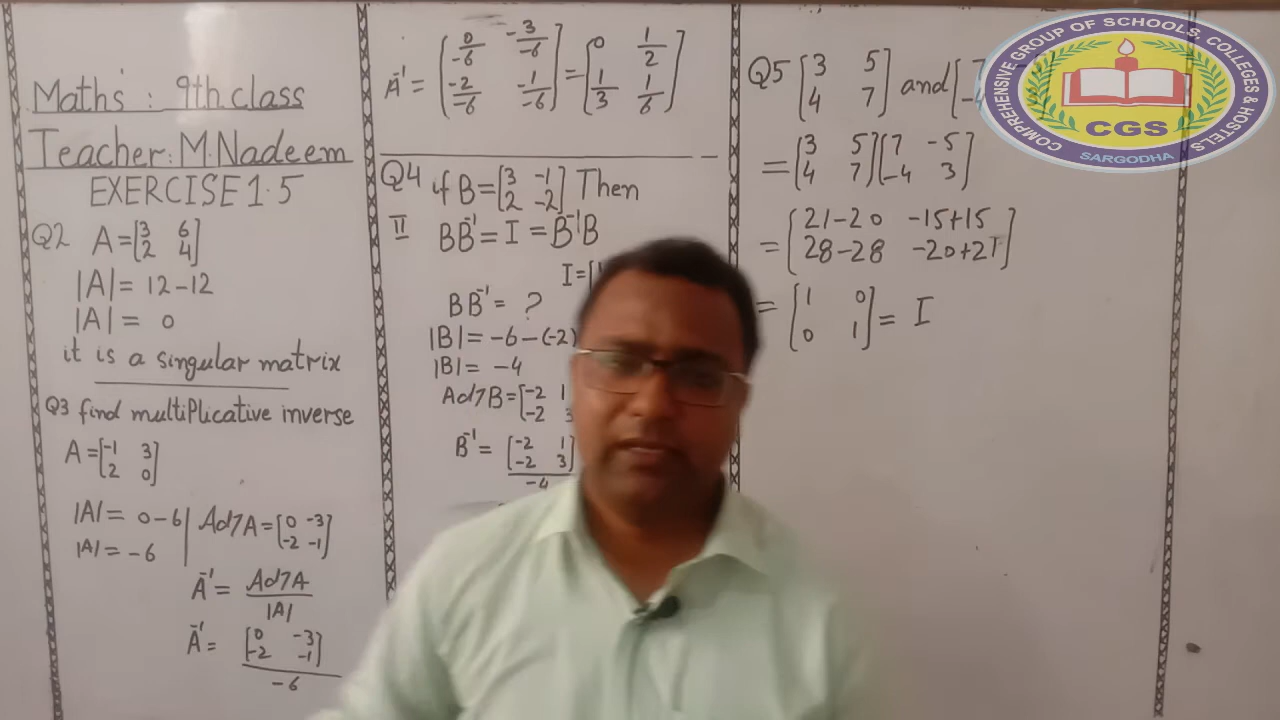 Maths : 9th class
Teacher: M.Nadeem
EXERCISE 1.5
Q2 A = [3 6
2 4]
|A| = 12-12
|A| = 0
it is a singular matrix
Q3 find multiplicative inverse
A = [-1 3
2 0]
|A| = 0-6
|A| = -6
AdJA = [0 -3
-2 -1]
A⁻¹ = AdJA
|A|
A⁻¹ = [0 -3
-2 -1]
-6
A⁻¹ = [0/-6 -3/-6
-2/-6 -1/-6] = [0 1/2
1/3 1/6]
Q4 if B = [3 -1
2 -2] Then
II BB⁻¹ = I = B⁻¹B
I = [
BB⁻¹ = ?
|B| = -6-(-2)
|B| = -4
AdJB = [-2 1
-2 3
B⁻¹ = [-2 1
-2 3]
-4
Q5 [3 5
4 7] and [7
-4
= [3 5
4 7] [7 -5
-4 3]
= [21-20 -15+15
28-28 -20+21]
= [1 0
0 1] = I
COMPREHENSIVE GROUP OF SCHOOLS, COLLEGES & HOSTELS
CGS
SARGODHA